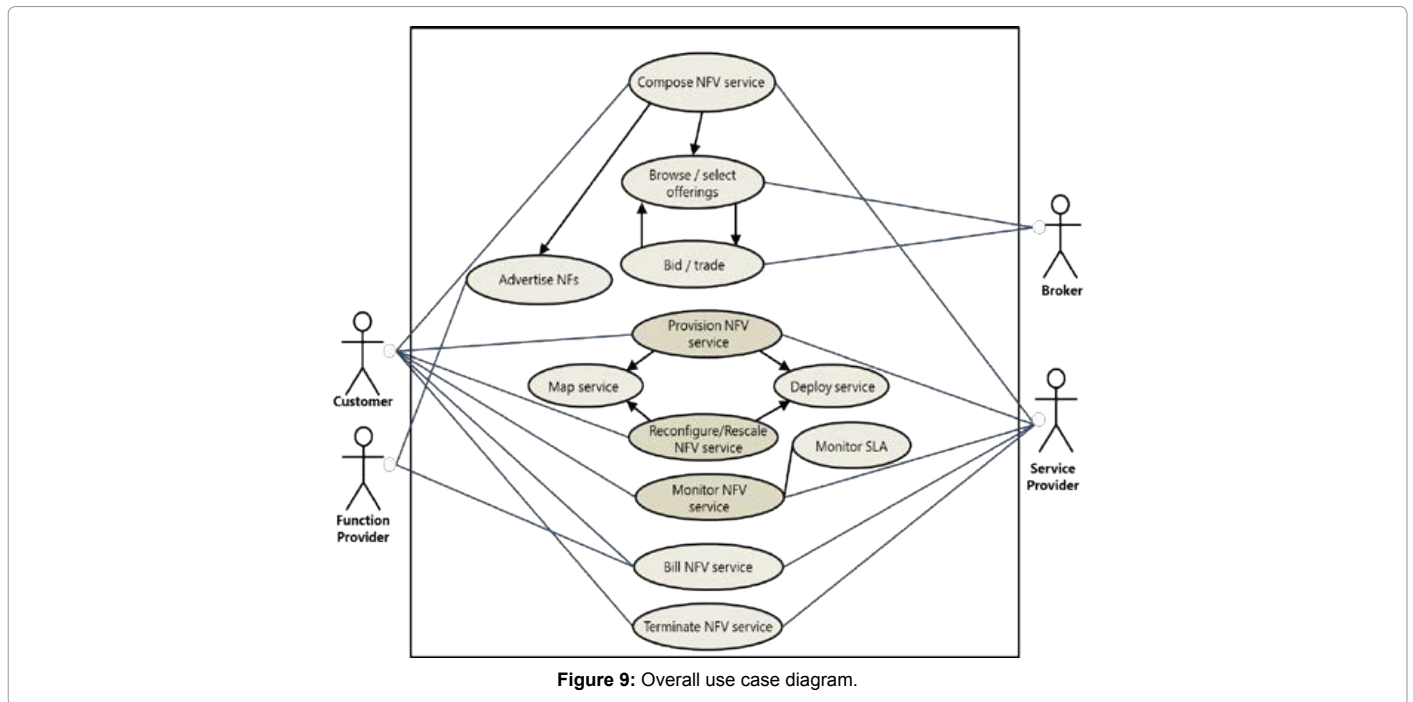 Compose NFV service
Browse / select
offerings
Bid / trade
Advertise NFs
Broker
Provision NFV
service
Map service
Deploy service
Customer
Reconfigure/Rescale
NFV service
Monitor SLA
Monitor NFV
service
Service
Provider
Function
Provider
Bill NFV service
Terminate NFV service
Figure 9: Overall use case diagram.